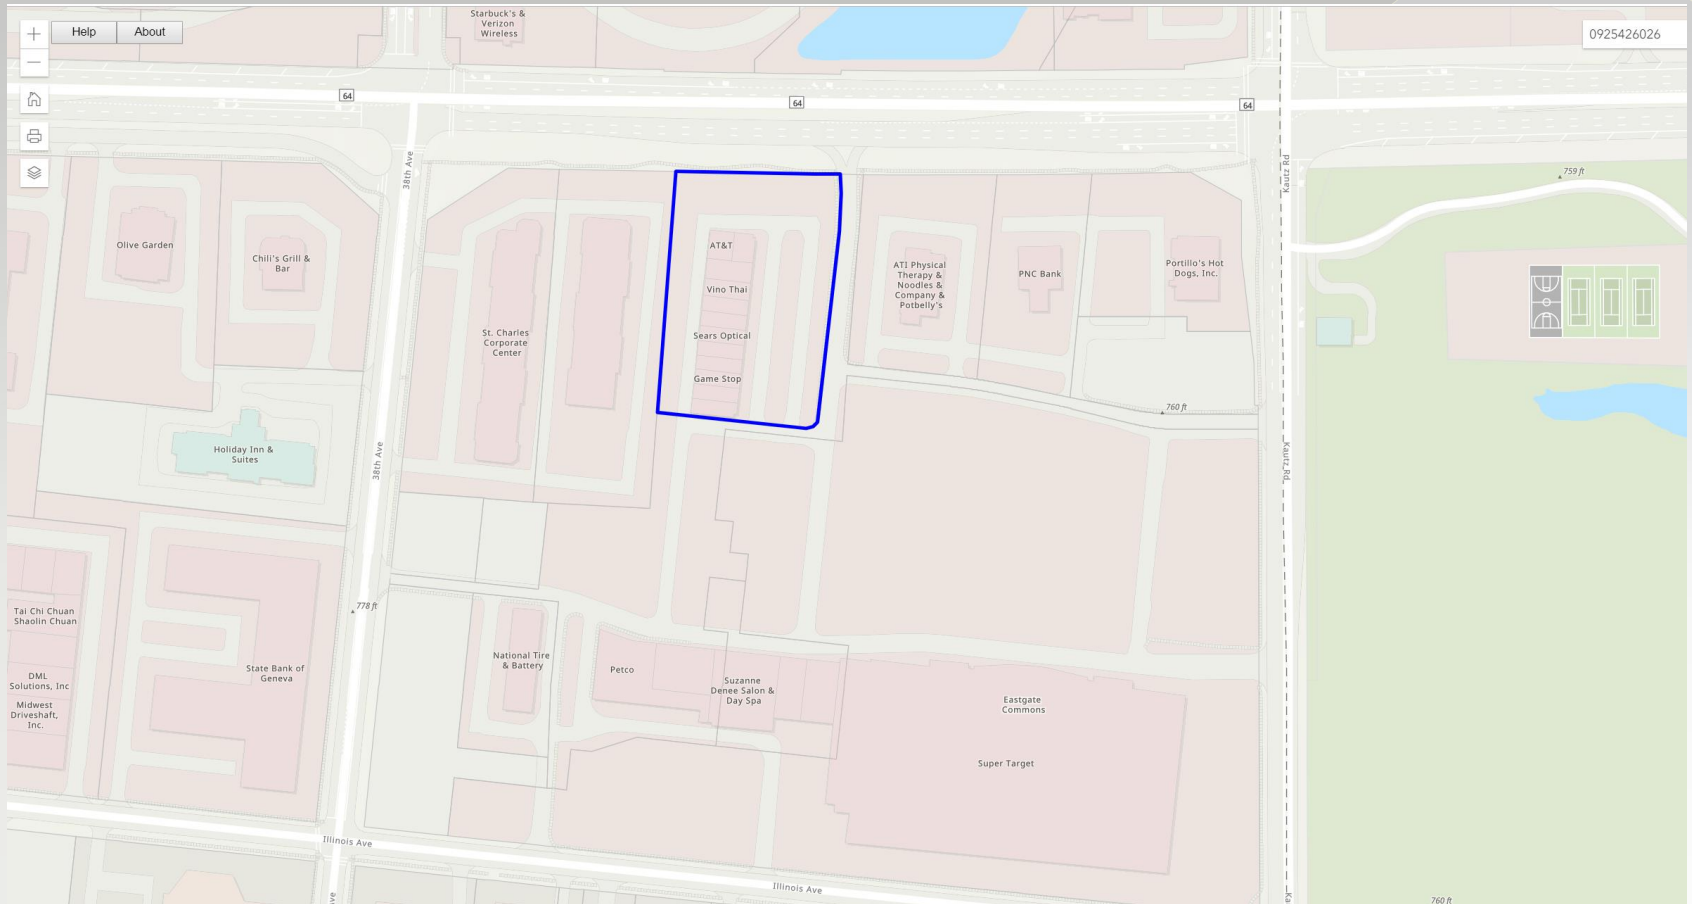 Starbuck's &
Verizon
Wireless
Help
About
0925426026
64
64
64
38th Ave
Kautz Rd
759 ft
Olive Garden
Chili's Grill &
Bar
AT&T
Vino Thai
Sears Optical
Game Stop
ATI Physical
Therapy &
Noodles &
Company &
Potbelly's
PNC Bank
Portillo's Hot
Dogs, Inc.
St. Charles
Corporate
Center
760 ft
Holiday Inn &
Suites
38th Ave
Kautz Rd
778 ft
Tai Chi Chuan
Shaolin Chuan
National Tire
& Battery
Petco
State Bank of
Geneva
DML
Solutions, Inc
Midwest
Driveshaft,
Inc.
Suzanne
Denee Salon &
Day Spa
Eastgate
Commons
Super Target
Illinois Ave
Illinois Ave
760 ft